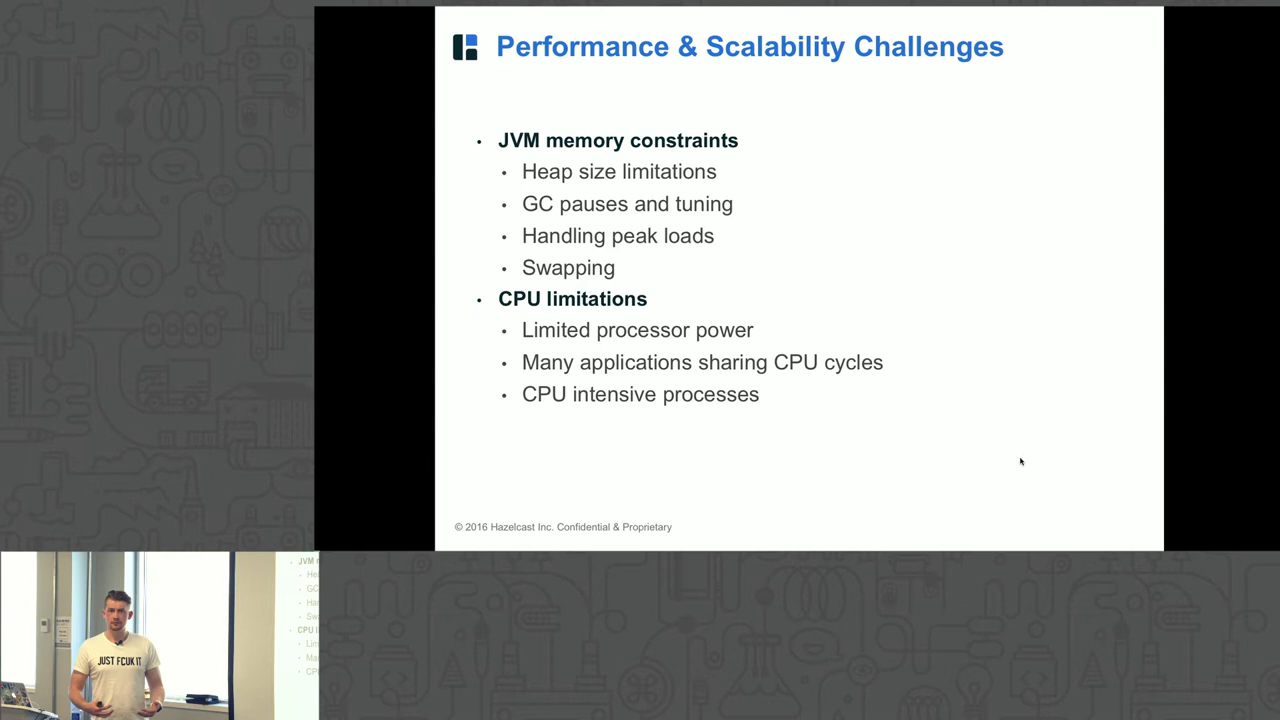 Performance & Scalability Challenges
• JVM memory constraints
• Heap size limitations
• GC pauses and tuning
• Handling peak loads
• Swapping
• CPU limitations
• Limited processor power
• Many applications sharing CPU cycles
• CPU intensive processes
© 2016 Hazelcast Inc. Confidential & Proprietary
JUST FCUK IT